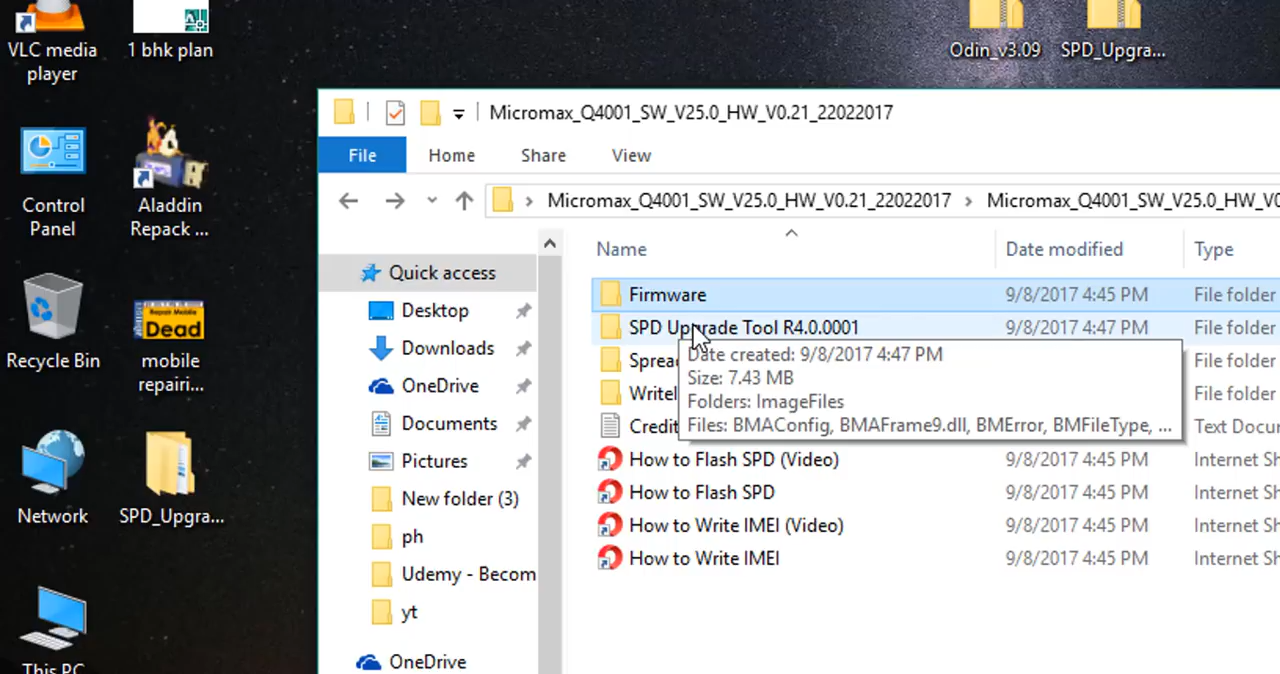 VLC media
player
1 bhk plan
Odin_v3.09
SPD_Upgra...
Micromax_Q4001_SW_V25.0_HW_V0.21_22022017
File
Home
Share
View
Micromax_Q4001_SW_V25.0_HW_V0.21_22022017 > Micromax_Q4001_SW_V25.0_HW_V0
Control
Panel
Aladdin
Repack ...
Name
Date modified
Type
Quick access
Firmware
9/8/2017 4:45 PM
File folder
Desktop
SPD Upgrade Tool R4.0.0001
9/8/2017 4:47 PM
File folder
Downloads
Sprea
File folder
OneDrive
Writel
File folder
Documents
Credit
Text Docu
Date created: 9/8/2017 4:47 PM
Size: 7.43 MB
Folders: ImageFiles
Files: BMAConfig, BMAFrame9.dll, BMError, BMFileType, ...
Recycle Bin
Repair Mobile
Dead
mobile
repairi...
Pictures
How to Flash SPD (Video)
9/8/2017 4:45 PM
Internet Sh
New folder (3)
How to Flash SPD
9/8/2017 4:45 PM
Internet Sh
ph
How to Write IMEI (Video)
9/8/2017 4:45 PM
Internet Sh
Udemy - Becom
How to Write IMEI
9/8/2017 4:45 PM
Internet Sh
yt
OneDrive
Network
SPD_Upgra...
This PC